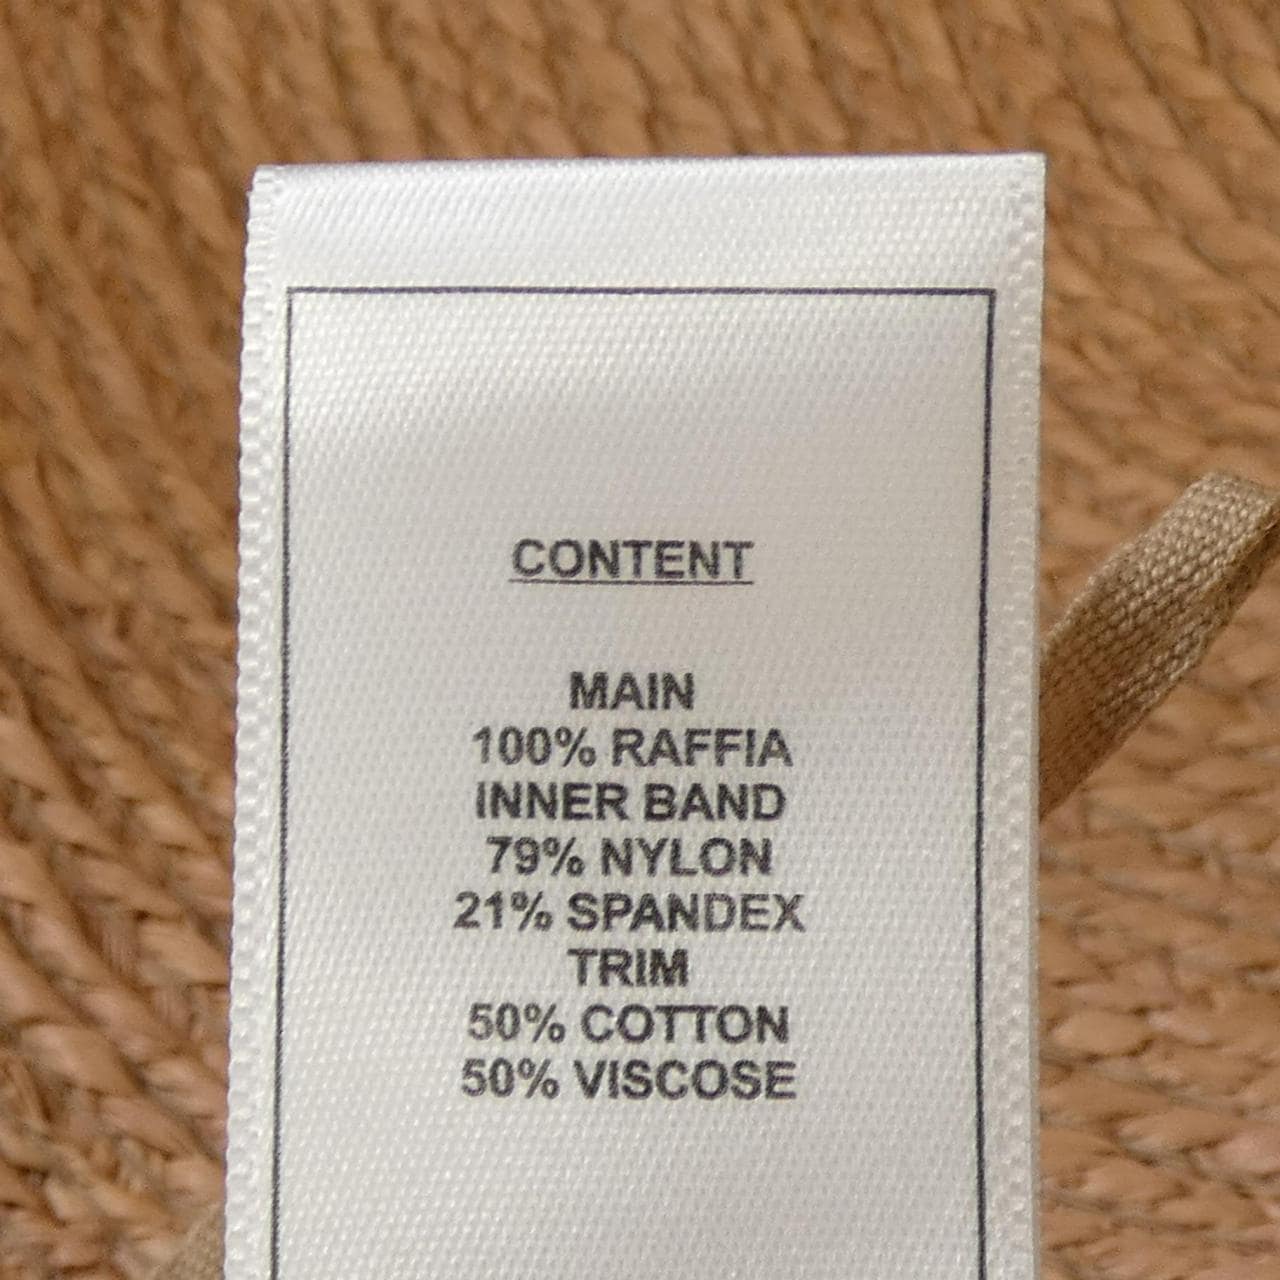 CONTENT
MAIN
100% RAFFIA
INNER BAND
79% NYLON
21% SPANDEX
TRIM
50% COTTON
50% VISCOSE